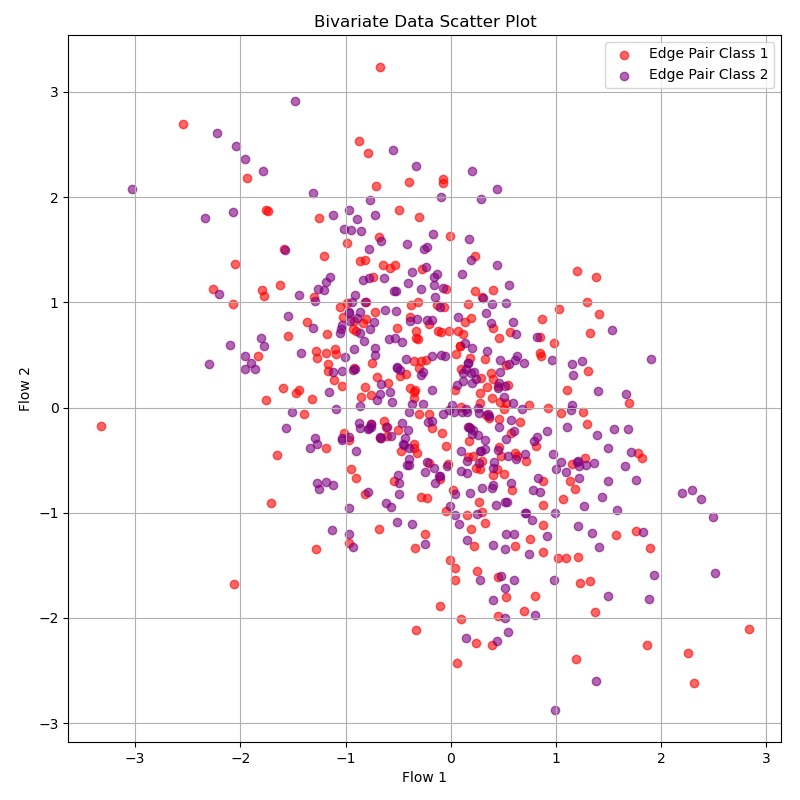 Bivariate Data Scatter Plot
Edge Pair Class 1
Edge Pair Class 2
Flow 2
3
2
1
0
−1
−2
−3
−3
−2
−1
0
1
2
3
Flow 1